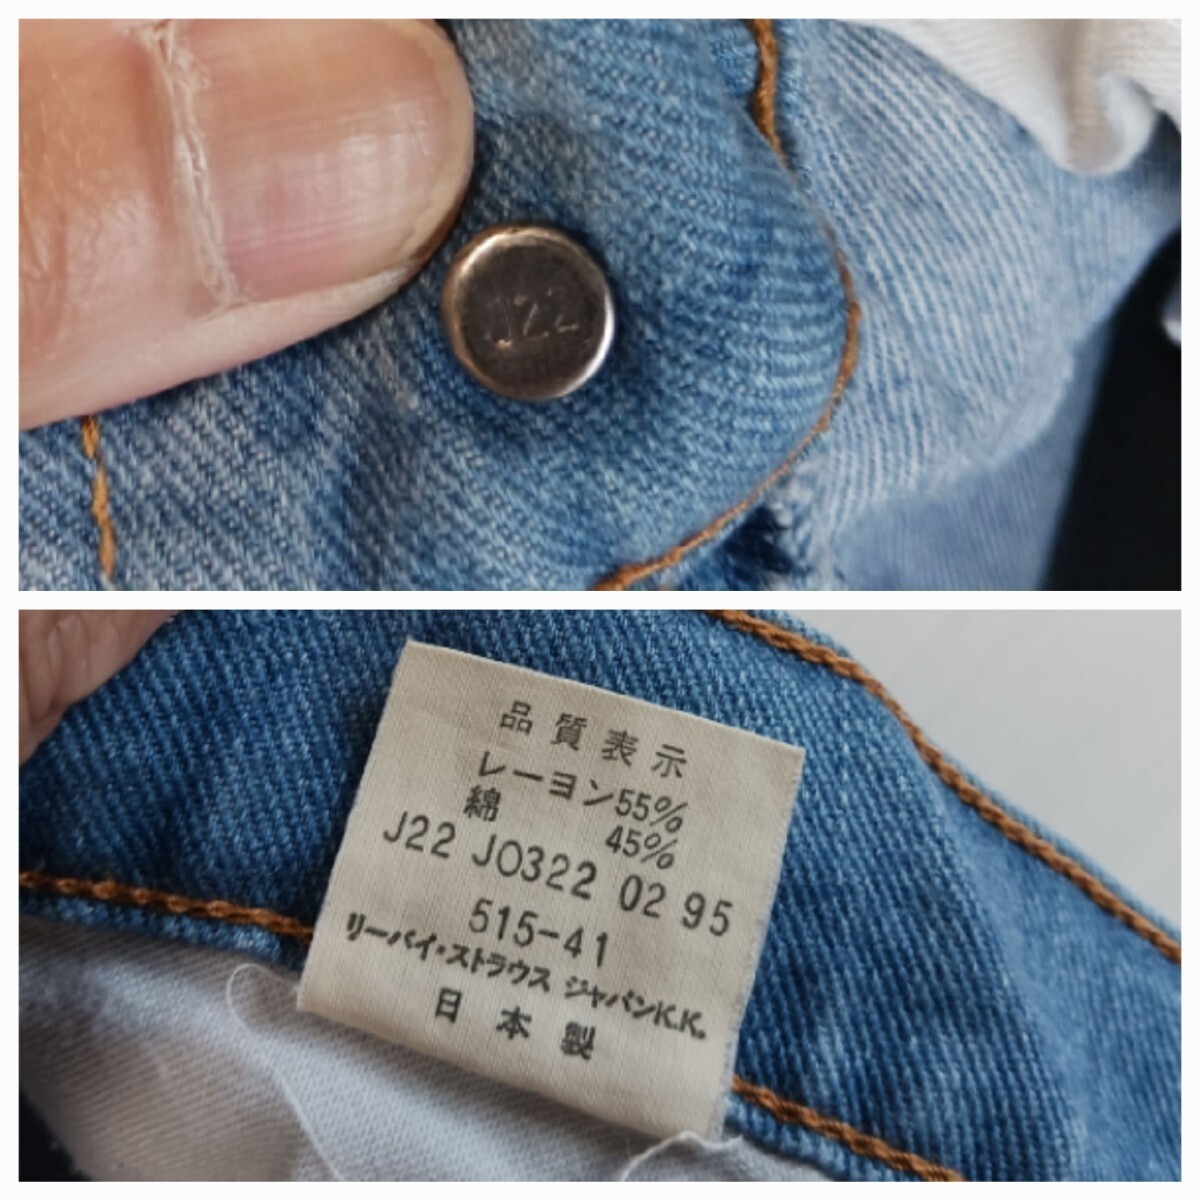 J22
品質表示
レーヨン55%
綿 45%
J22 J0322 02 95
515-41
リーバイ・ストラウス ジャパンK.K.
日本製